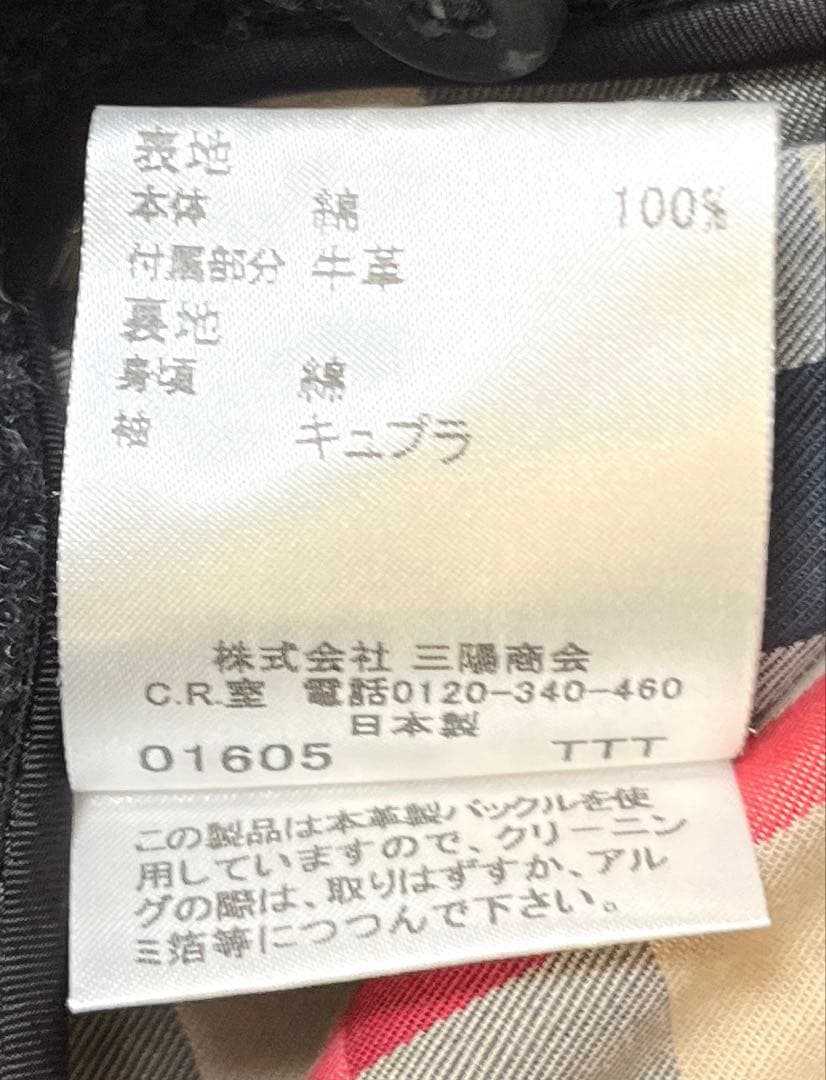 表地
本体 綿 100%
付属部分 牛革
裏地
身頃 綿
袖 キュプラ
株式会社 三陽商会
C.R.室 電話0120-340-460
日本製
01605 TTT
この製品は本革製バックルを使
用していますので、クリーニン
グの際は、取りはずすか、アル
ミ箔等につつんで下さい。